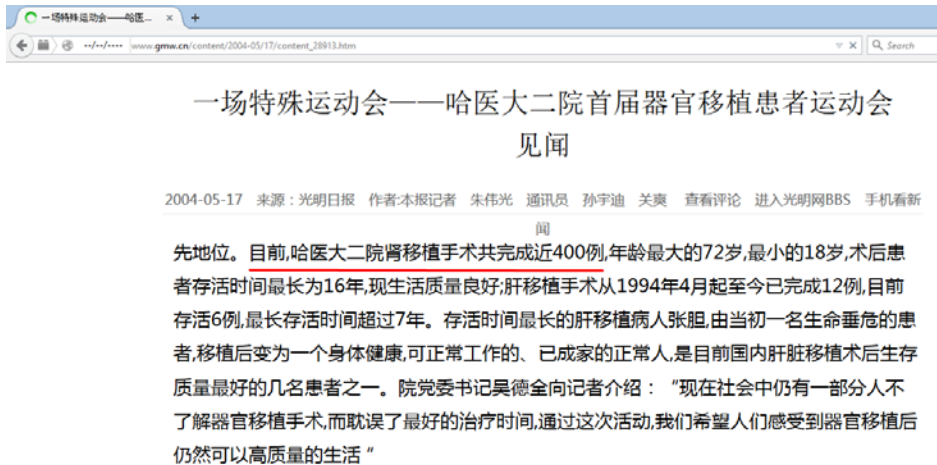 一场特殊运动会——哈医...
--/--/----
www.gmw.cn/content/2004-05/17/content_28913.htm
Search
一场特殊运动会——哈医大二院首届器官移植患者运动会
见闻
2004-05-17 来源：光明日报 作者:本报记者 朱伟光 通讯员 孙宇迪 关爽 查看评论 进入光明网BBS 手机看新
闻
先地位。目前,哈医大二院肾移植手术共完成近400例,年龄最大的72岁,最小的18岁,术后患
者存活时间最长为16年,现生活质量良好;肝移植手术从1994年4月起至今已完成12例,目前
存活6例,最长存活时间超过7年。存活时间最长的肝移植病人张胆,由当初一名生命垂危的患
者,移植后变为一个身体健康,可正常工作的、已成家的正常人,是目前国内肝脏移植术后生存
质量最好的几名患者之一。院党委书记吴德全向记者介绍：“现在社会中仍有一部分人不
了解器官移植手术,而耽误了最好的治疗时间,通过这次活动,我们希望人们感受到器官移植后
仍然可以高质量的生活“